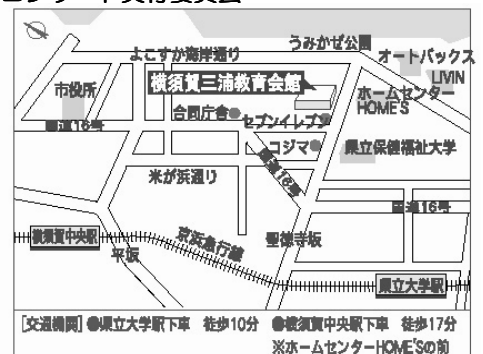 うみかぜ公園
よこすか海岸通り
オートバックス
LIVIN
市役所
横須賀三浦教育会館
ホームセンター
HOME'S
合同庁舎
セブンイレブン
国道16号
コジマ
県立保健福祉大学
国道16号
米が浜通り
国道16号
横須賀中央駅
京浜急行線
聖徳寺坂
平坂
県立大学駅
[交通機関] ●県立大学駅下車 徒歩10分 ●横須賀中央駅下車 徒歩17分
※ホームセンターHOME'Sの前